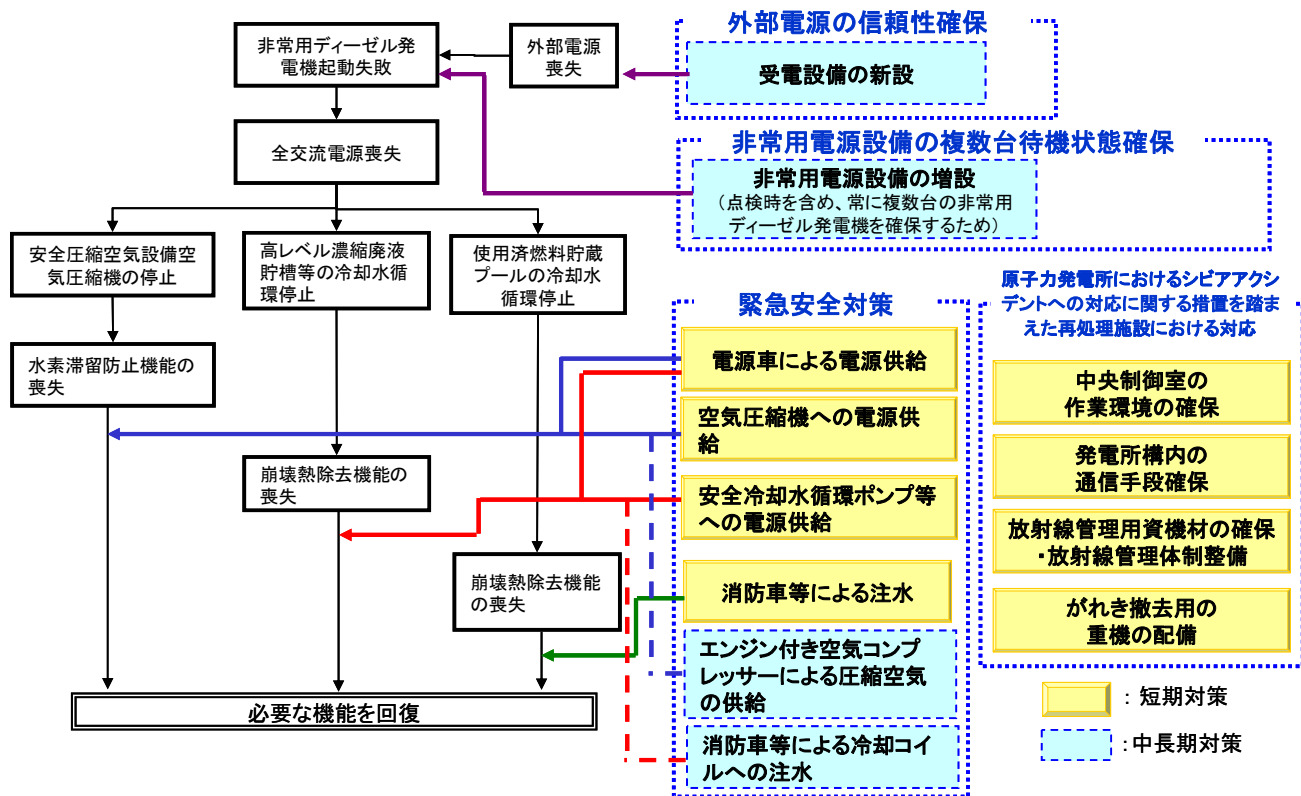 外部電源の信頼性確保
非常用ディーゼル発
電機起動失敗
外部電源
喪失
受電設備の新設
全交流電源喪失
非常用電源設備の複数台待機状態確保
非常用電源設備の増設
(点検時を含め、常に複数台の非常用
ディーゼル発電機を確保するため)
安全圧縮空気設備空
気圧縮機の停止
高レベル濃縮廃液
貯槽等の冷却水循
環停止
使用済燃料貯蔵
プールの冷却水
循環停止
水素滞留防止機能の
喪失
崩壊熱除去機能の
喪失
崩壊熱除去機能
の喪失
必要な機能を回復
緊急安全対策
電源車による電源供給
空気圧縮機への電源供
給
安全冷却水循環ポンプ等
への電源供給
消防車等による注水
エンジン付き空気コンプ
レッサーによる圧縮空気
の供給
消防車等による冷却コイ
ルへの注水
原子力発電所におけるシビアアクシ
デントへの対応に関する措置を踏ま
えた再処理施設における対応
中央制御室の
作業環境の確保
発電所構内の
通信手段確保
放射線管理用資機材の確保
・放射線管理体制整備
がれき撤去用の
重機の配備
：短期対策
：中長期対策